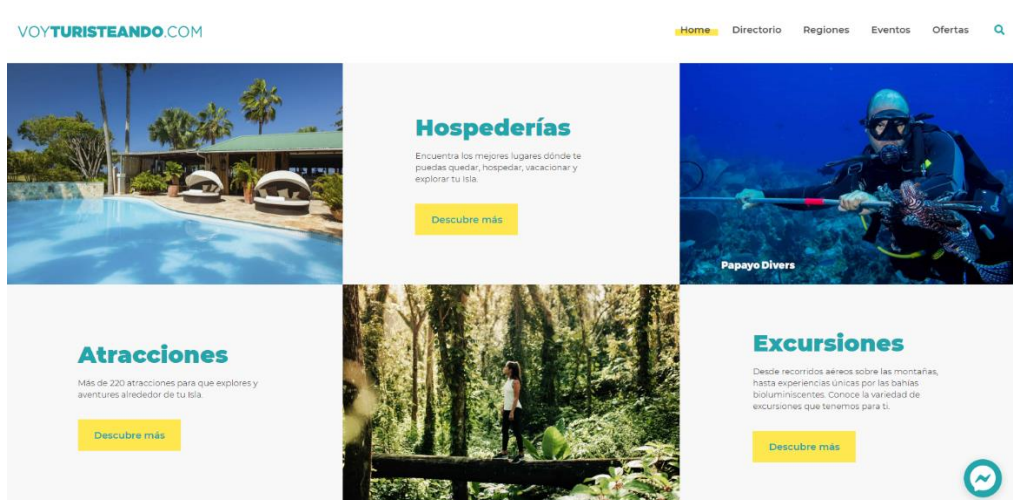 VOYTURISTEANDO.COM
Home Directorio Regiones Eventos Ofertas
Hospederías
Encuentra los mejores lugares dónde te
puedas quedar, hospedar, vacacionar y
explorar tu Isla.
Descubre más
Papayo Divers
Atracciones
Más de 220 atracciones para que explores y
aventures alrededor de tu Isla.
Descubre más
Excursiones
Desde recorridos aéreos sobre las montañas,
hasta experiencias únicas por las bahías
bioluminiscentes. Conoce la variedad de
excursiones que tenemos para ti.
Descubre más